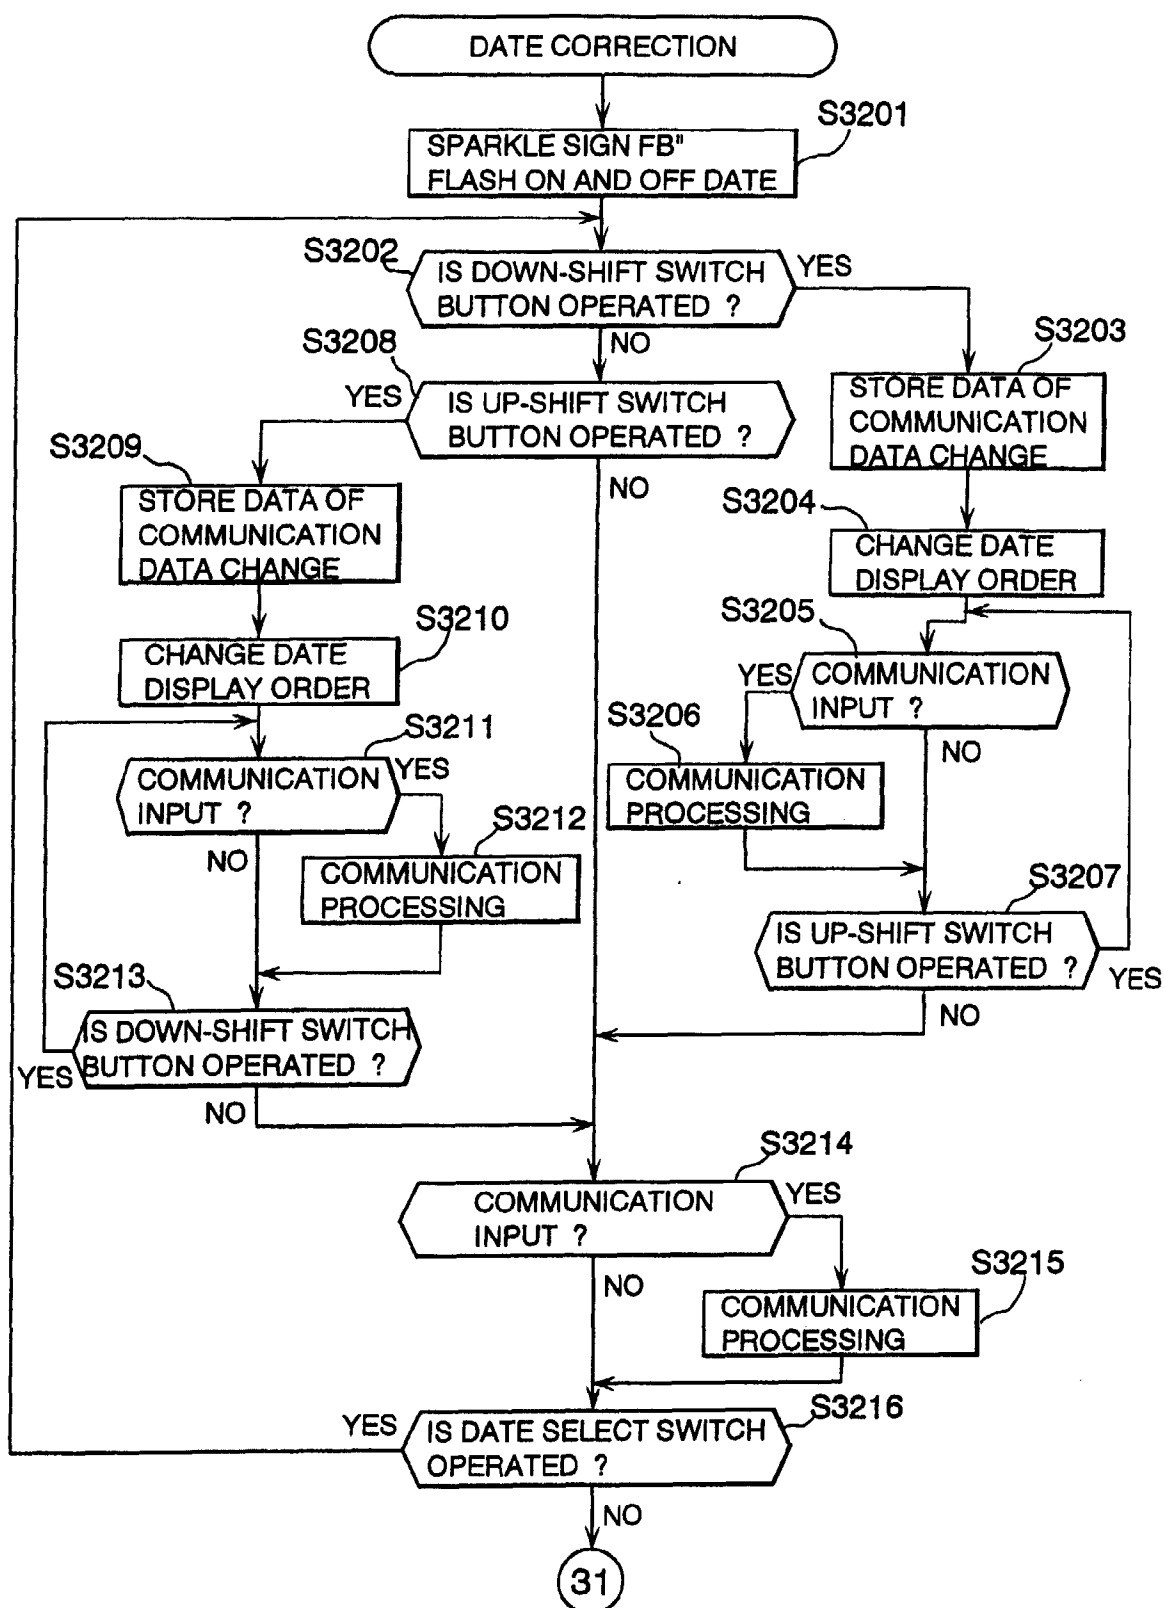 DATE CORRECTION
S3201
SPARKLE SIGN FB"
FLASH ON AND OFF DATE
S3202
IS DOWN-SHIFT SWITCH
BUTTON OPERATED ?
YES
NO
S3203
STORE DATA OF
COMMUNICATION
DATA CHANGE
S3208
YES
IS UP-SHIFT SWITCH
BUTTON OPERATED ?
NO
S3209
STORE DATA OF
COMMUNICATION
DATA CHANGE
S3204
CHANGE DATE
DISPLAY ORDER
S3210
CHANGE DATE
DISPLAY ORDER
S3205
YES
COMMUNICATION
INPUT ?
NO
S3206
COMMUNICATION
PROCESSING
S3211
COMMUNICATION
INPUT ?
YES
NO
S3212
COMMUNICATION
PROCESSING
S3207
IS UP-SHIFT SWITCH
BUTTON OPERATED ?
YES
NO
S3213
IS DOWN-SHIFT SWITCH
BUTTON OPERATED ?
YES
NO
S3214
COMMUNICATION
INPUT ?
YES
NO
S3215
COMMUNICATION
PROCESSING
S3216
YES
IS DATE SELECT SWITCH
OPERATED ?
NO
31